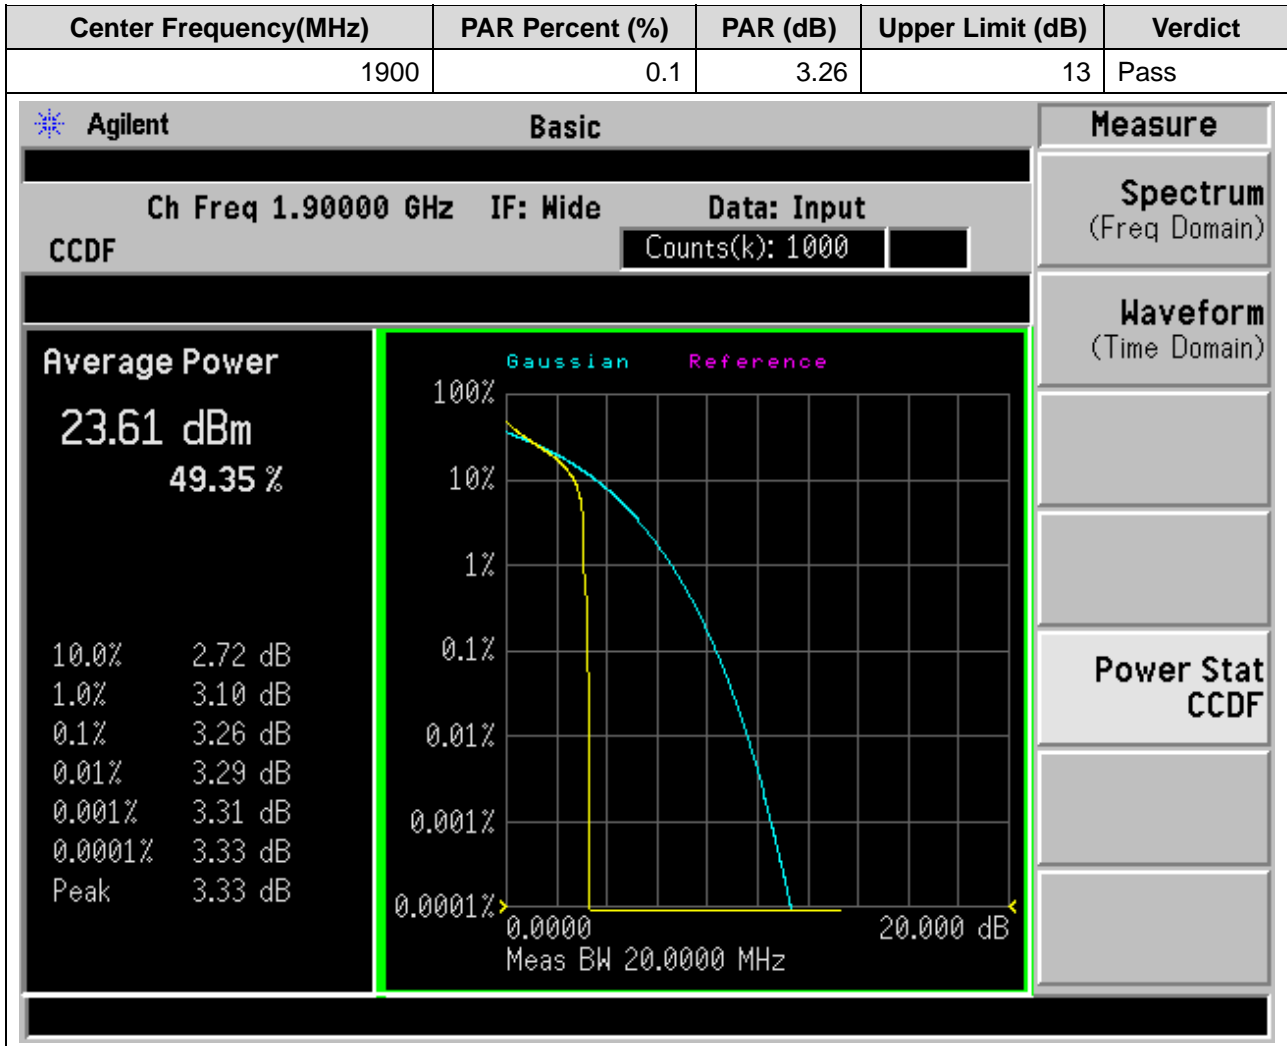 Center Frequency(MHz) PAR Percent (%) PAR (dB) Upper Limit (dB) Verdict
1900 0.1 3.26 13 Pass
Agilent Basic Measure
Ch Freq 1.90000 GHz IF: Wide Data: Input
CCDF Counts(k): 1000
Spectrum
(Freq Domain)
Waveform
(Time Domain)
Power Stat
CCDF
Average Power
23.61 dBm
49.35 %
10.0% 2.72 dB
1.0% 3.10 dB
0.1% 3.26 dB
0.01% 3.29 dB
0.001% 3.31 dB
0.0001% 3.33 dB
Peak 3.33 dB
Gaussian Reference
100%
10%
1%
0.1%
0.01%
0.001%
0.0001%
0.0000 20.000 dB
Meas BW 20.0000 MHz